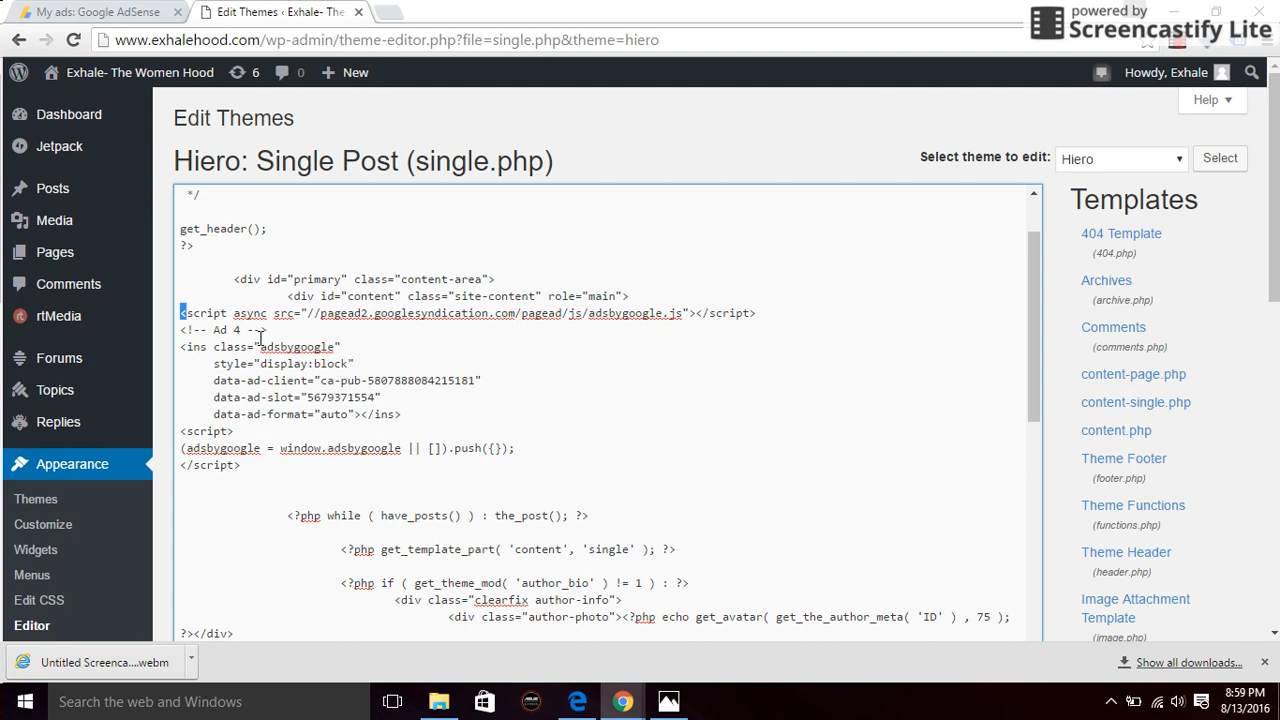 My ads: Google AdSense ×
Edit Themes ‹ Exhale- The ×
powered by
Screencastify Lite
www.exhalehood.com/wp-admin/theme-editor.php?file=single.php&theme=hiero
Exhale- The Women Hood 6 0 + New
Howdy, Exhale
Help ▼
Dashboard
Jetpack
Posts
Media
Pages
Comments
rtMedia
Forums
Topics
Replies
Appearance
Themes
Customize
Widgets
Menus
Edit CSS
Editor
Edit Themes
Hiero: Single Post (single.php)
Select theme to edit: Hiero Select
*/
get_header();
?>
<div id="primary" class="content-area">
<div id="content" class="site-content" role="main">
<script async src="//pagead2.googlesyndication.com/pagead/js/adsbygoogle.js"></script>
<!-- Ad 4 -->
<ins class="adsbygoogle"
style="display:block"
data-ad-client="ca-pub-5807888084215181"
data-ad-slot="5679371554"
data-ad-format="auto"></ins>
<script>
(adsbygoogle = window.adsbygoogle || []).push({});
</script>
<?php while ( have_posts() ) : the_post(); ?>
<?php get_template_part( 'content', 'single' ); ?>
<?php if ( get_theme_mod( 'author_bio' ) != 1 ) : ?>
<div class="clearfix author-info">
<div class="author-photo"><?php echo get_avatar( get_the_author_meta( 'ID' ) , 75 );
?></div>
Templates
404 Template
(404.php)
Archives
(archive.php)
Comments
(comments.php)
content-page.php
content-single.php
content.php
Theme Footer
(footer.php)
Theme Functions
(functions.php)
Theme Header
(header.php)
Image Attachment
Template
(image.php)
Untitled Screenca....webm
Show all downloads...
Search the web and Windows
8:59 PM
8/13/2016